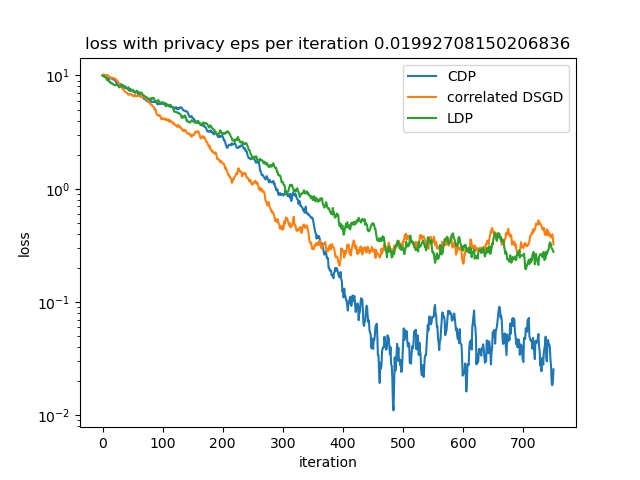 loss with privacy eps per iteration 0.01992708150206836
10¹
10⁰
10⁻¹
10⁻²
loss
CDP
correlated DSGD
LDP
0 100 200 300 400 500 600 700
iteration